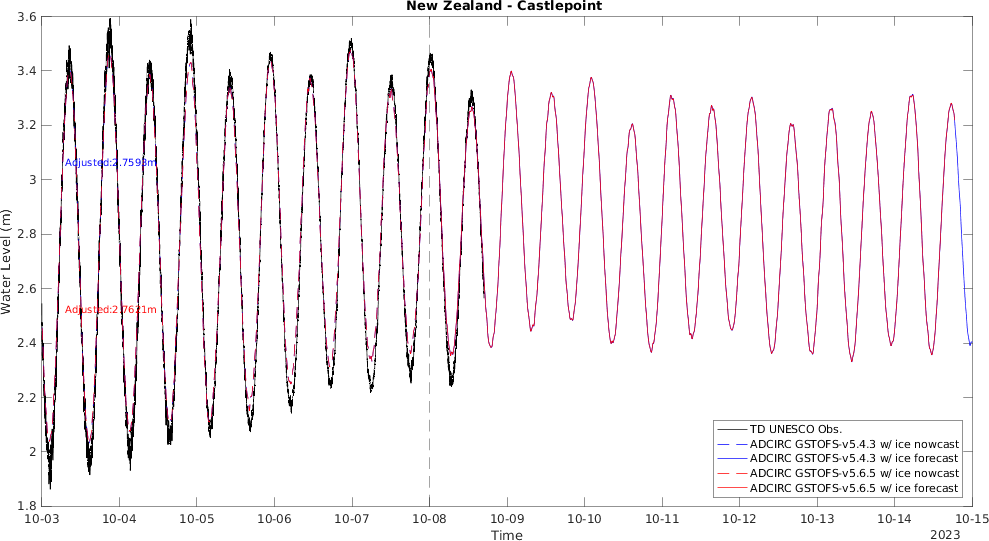 New Zealand - Castlepoint
3.6
3.4
3.2
3
2.8
2.6
2.4
2.2
2
1.8
Water Level (m)
Adjusted:2.7593m
Adjusted:2.7621m
TD UNESCO Obs.
ADCIRC GSTOFS-v5.4.3 w/ ice nowcast
ADCIRC GSTOFS-v5.4.3 w/ ice forecast
ADCIRC GSTOFS-v5.6.5 w/ ice nowcast
ADCIRC GSTOFS-v5.6.5 w/ ice forecast
10-03 10-04 10-05 10-06 10-07 10-08 10-09 10-10 10-11 10-12 10-13 10-14 10-15
Time
2023